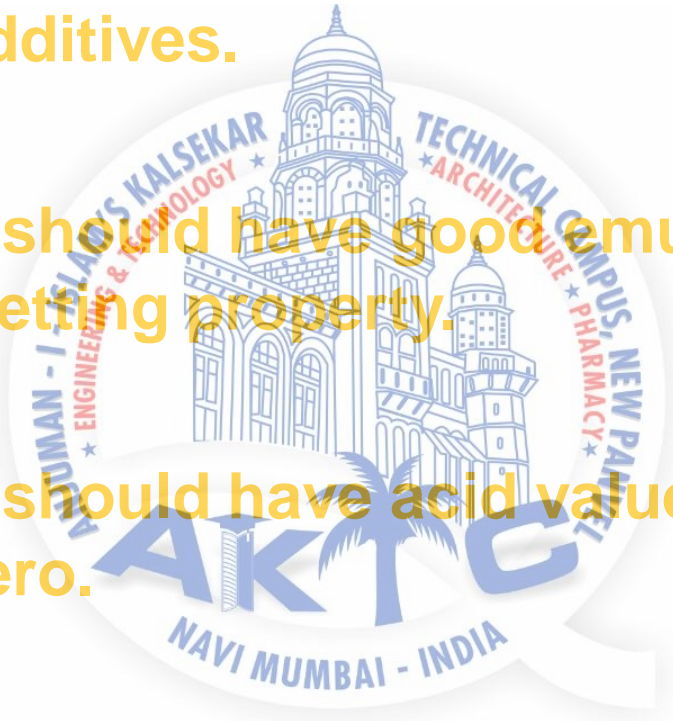 dditives.
should have good emu
etting property.
should have acid value
ero.
ANJUMAN - I - ISLAM'S KALSEKAR TECHNICAL CAMPUS, NEW PANVEL
★ ENGINEERING & TECHNOLOGY ★ ★ARCHITECTURE ★ PHARMACY★
AKTC
NAVI MUMBAI - INDIA